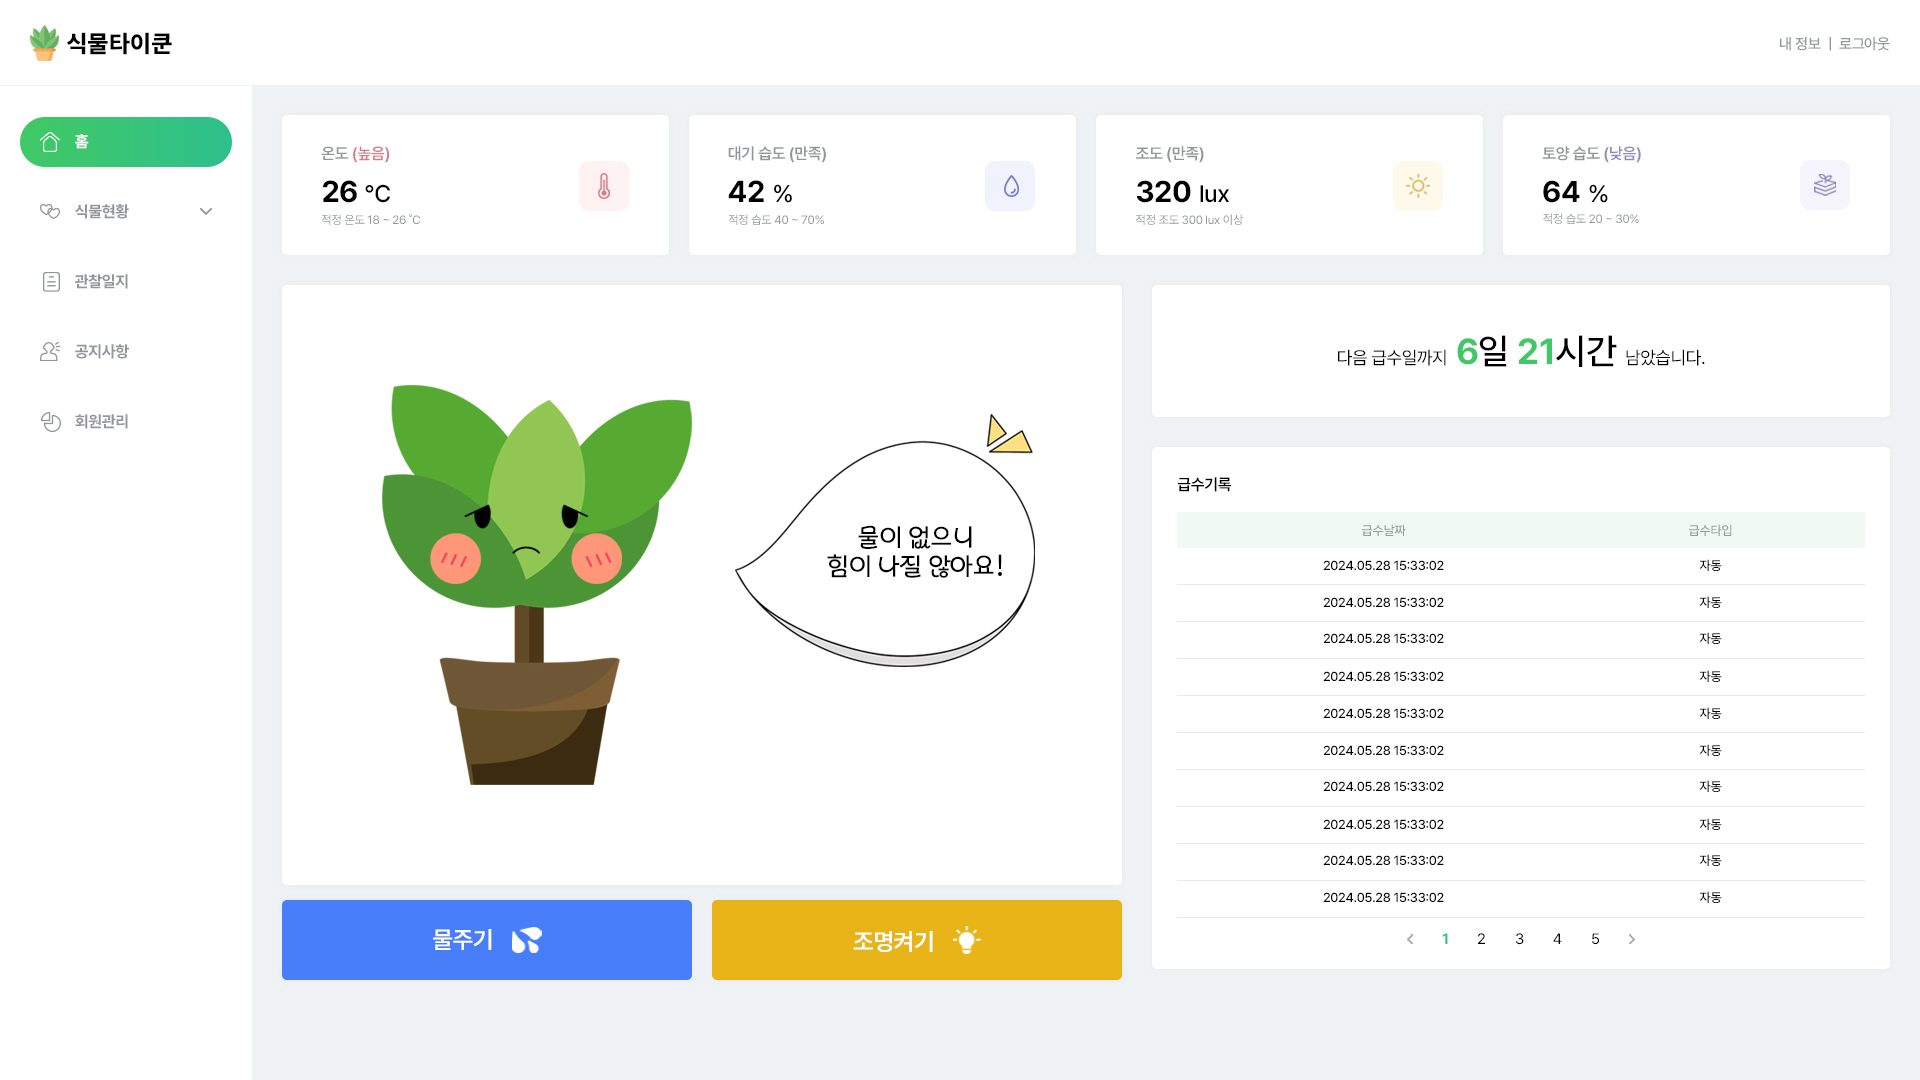 식물타이쿤
내 정보 | 로그아웃
홈
식물현황
관찰일지
공지사항
회원관리
온도 (높음)
26 °C
적정 온도 18 ~ 26 ℃
대기 습도 (만족)
42 %
적정 습도 40 ~ 70%
조도 (만족)
320 lux
적정 조도 300 lux 이상
토양 습도 (낮음)
64 %
적정 습도 20 ~ 30%
물이 없으니
힘이 나질 않아요!
물주기
조명켜기
다음 급수일까지 6일 21시간 남았습니다.
급수기록
급수날짜 급수타입
2024.05.28 15:33:02 자동
2024.05.28 15:33:02 자동
2024.05.28 15:33:02 자동
2024.05.28 15:33:02 자동
2024.05.28 15:33:02 자동
2024.05.28 15:33:02 자동
2024.05.28 15:33:02 자동
2024.05.28 15:33:02 자동
2024.05.28 15:33:02 자동
2024.05.28 15:33:02 자동
1 2 3 4 5